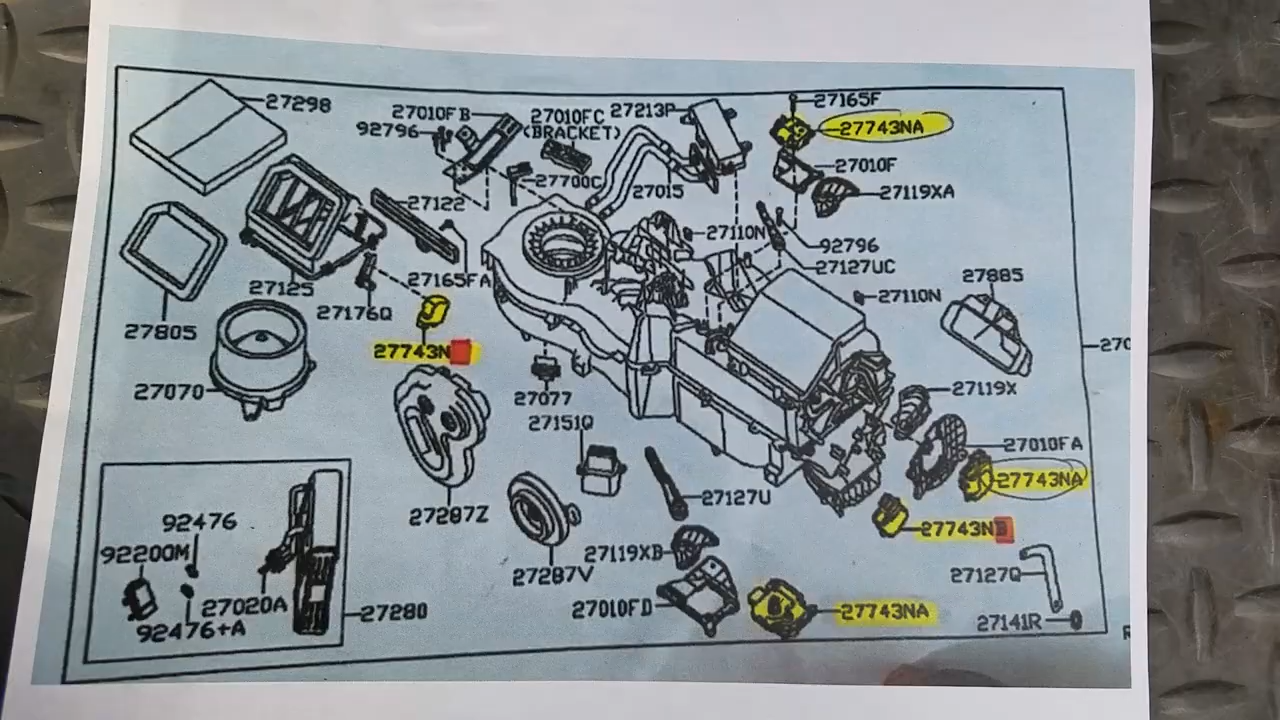 27298
27010FB
92796
27010FC
(BRACKET)
27213P
27165F
27743NA
27010F
27119XA
27700C
27015
27122
27110N
92796
27127UC
27165FA
27125
27176Q
27110N
27885
27805
27743N
27070
27077
27151Q
27119X
27010FA
27743NA
27287Z
27127U
27743NB
92476
92200M
27119XB
27287V
27127Q
27020A
27280
27010FD
27743NA
27141R
92476+A